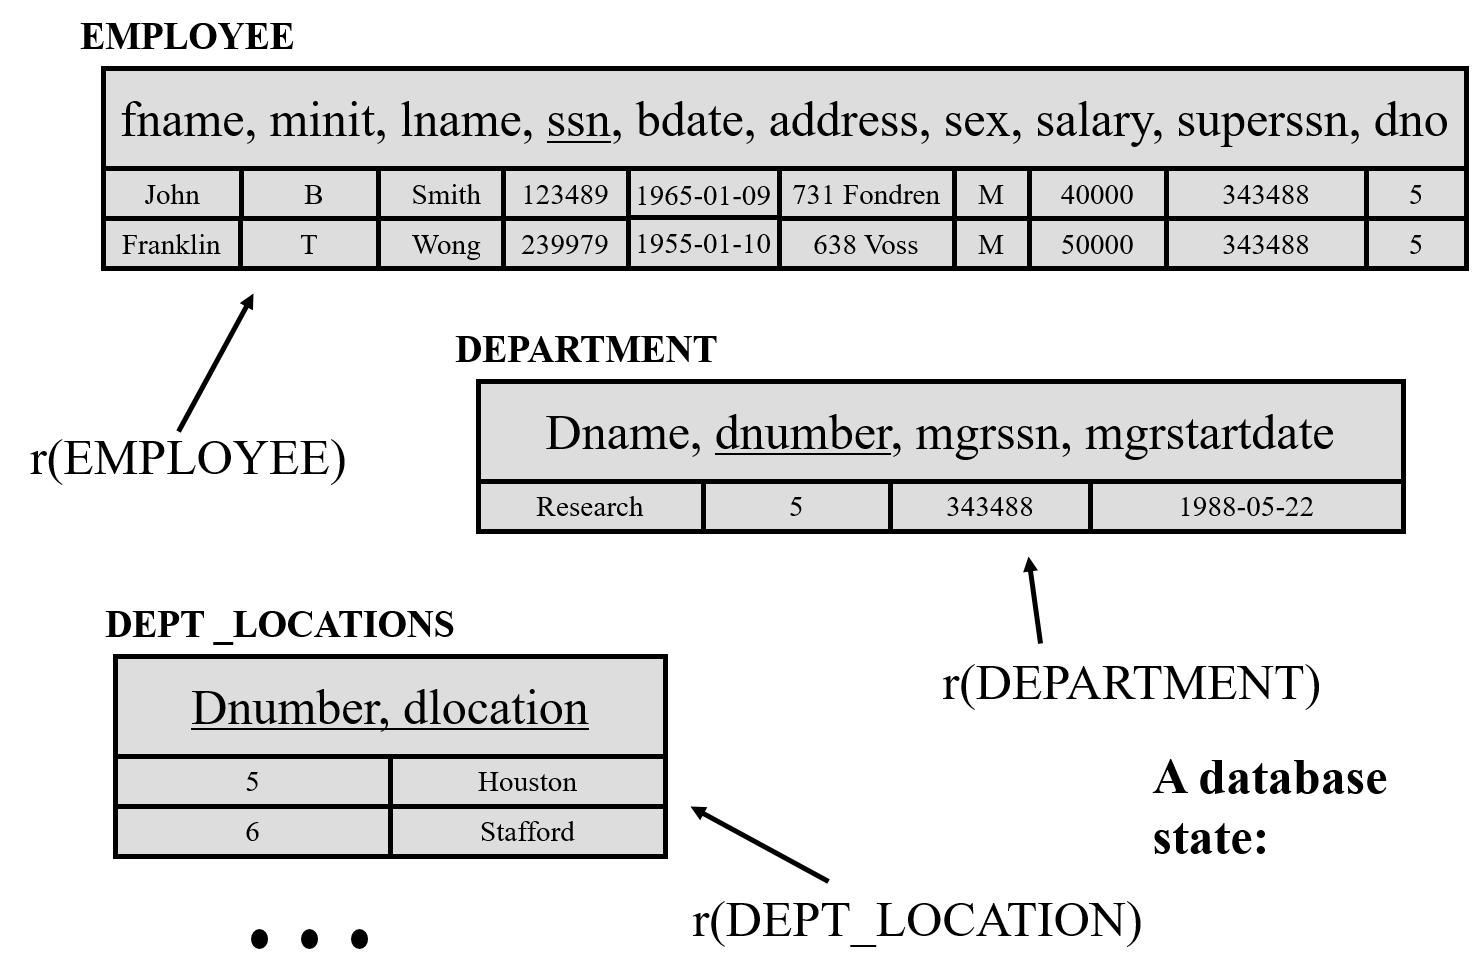 EMPLOYEE
fname, minit, lname, ssn, bdate, address, sex, salary, superssn, dno
John B Smith 123489 1965-01-09 731 Fondren M 40000 343488 5
Franklin T Wong 239979 1955-01-10 638 Voss M 50000 343488 5
r(EMPLOYEE)
DEPARTMENT
Dname, dnumber, mgrssn, mgrstartdate
Research 5 343488 1988-05-22
r(DEPARTMENT)
DEPT _LOCATIONS
Dnumber, dlocation
5 Houston
6 Stafford
r(DEPT_LOCATION)
A database
state:
• • •